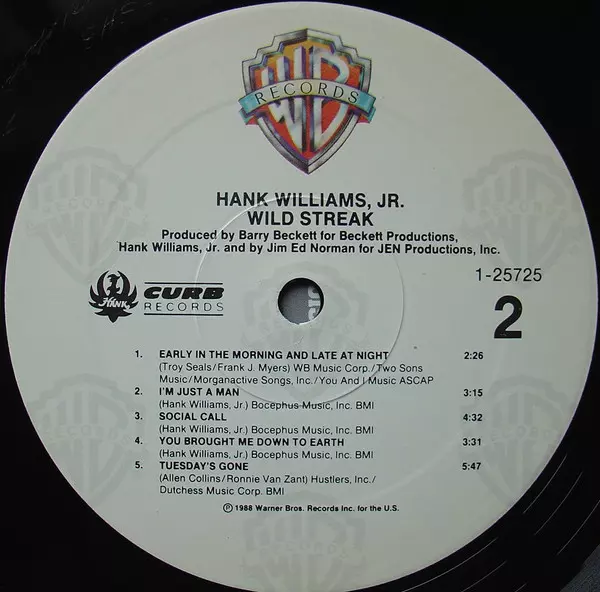 WB
RECORDS
HANK WILLIAMS, JR.
WILD STREAK
Produced by Barry Beckett for Beckett Productions,
Hank Williams, Jr. and by Jim Ed Norman for JEN Productions, Inc.
HANK
CURB
RECORDS
1-25725
2
1. EARLY IN THE MORNING AND LATE AT NIGHT 2:26
(Troy Seals/Frank J. Myers) WB Music Corp./Two Sons
Music/Morganactive Songs, Inc./You And I Music ASCAP
2. I'M JUST A MAN 3:15
(Hank Williams, Jr.) Bocephus Music, Inc. BMI
3. SOCIAL CALL 4:32
(Hank Williams, Jr.) Bocephus Music, Inc. BMI
4. YOU BROUGHT ME DOWN TO EARTH 3:31
(Hank Williams, Jr.) Bocephus Music, Inc. BMI
5. TUESDAY'S GONE 5:47
(Allen Collins/Ronnie Van Zant) Hustlers, Inc./
Dutchess Music Corp. BMI
℗1988 Warner Bros. Records Inc for the U.S.